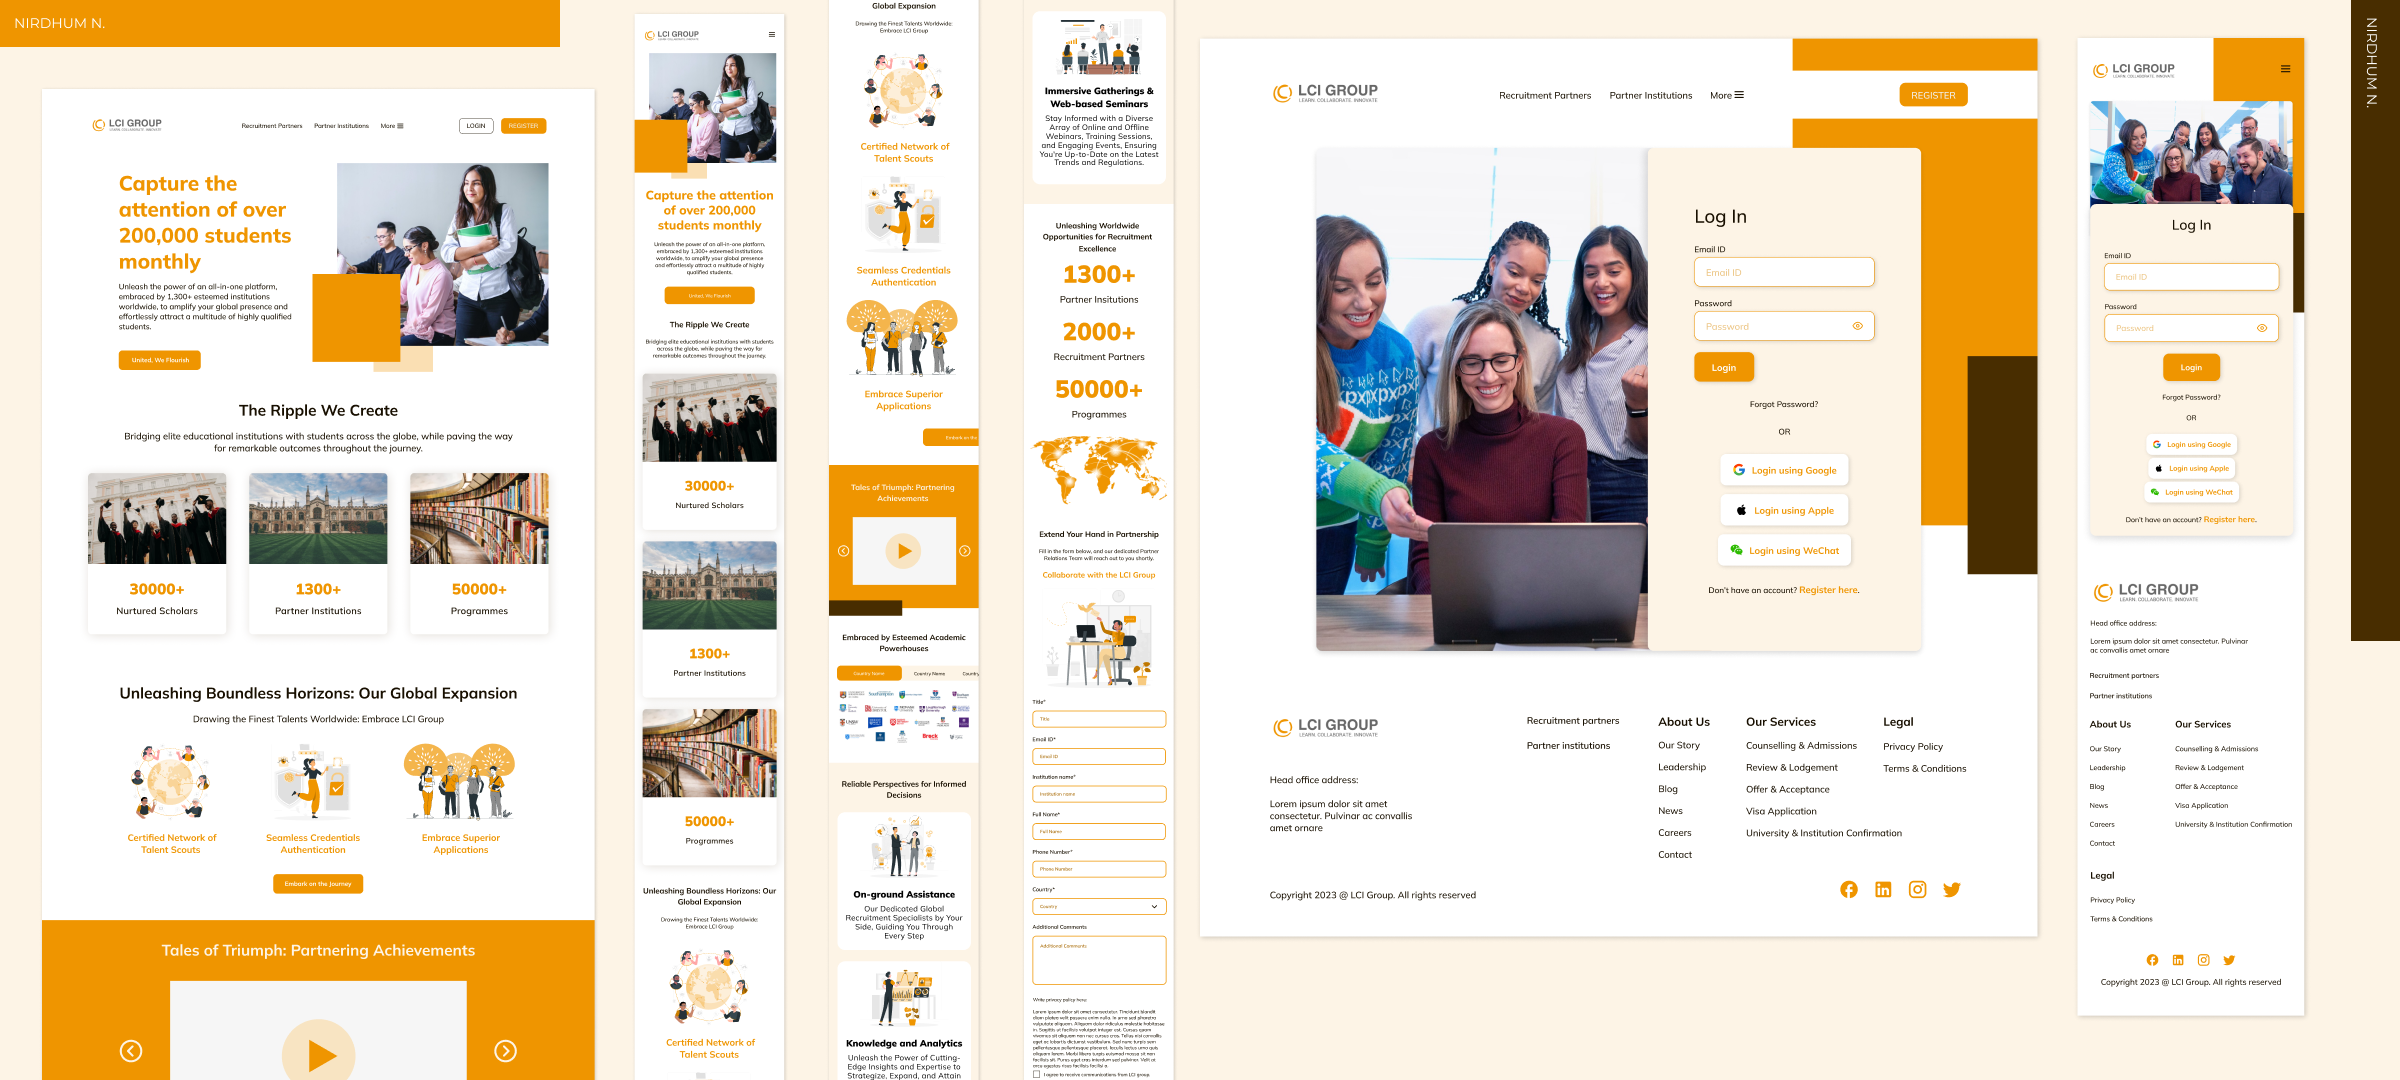 NIRDHUM N.
LCI GROUP
LEARN. COLLABORATE. INNOVATE
Recruitment Partners
Partner Institutions
More
LOGIN
REGISTER
Capture the
attention of over
200,000 students
monthly
Unleash the power of an all-in-one platform,
embraced by 1,300+ esteemed institutions
worldwide, to amplify your global presence and
effortlessly attract a multitude of highly qualified
students.
United, We Flourish
The Ripple We Create
Bridging elite educational institutions with students across the globe, while paving the way
for remarkable outcomes throughout the journey.
30000+
Nurtured Scholars
1300+
Partner Institutions
50000+
Programmes
Unleashing Boundless Horizons: Our Global Expansion
Drawing the Finest Talents Worldwide: Embrace LCI Group
Certified Network of
Talent Scouts
Seamless Credentials
Authentication
Embrace Superior
Applications
Embark on the Journey
Tales of Triumph: Partnering Achievements
LCI GROUP
Capture the attention
of over 200,000
students monthly
Unleash the power of an all-in-one platform,
embraced by 1,300+ esteemed institutions
worldwide, to amplify your global presence
and effortlessly attract a multitude of highly
qualified students.
United, We Flourish
The Ripple We Create
Bridging elite educational institutions with students
across the globe, while paving the way for
remarkable outcomes throughout the journey.
30000+
Nurtured Scholars
1300+
Partner Institutions
50000+
Programmes
Unleashing Boundless Horizons: Our
Global Expansion
Drawing the Finest Talents Worldwide:
Embrace LCI Group
Certified Network of
Talent Scouts
Global Expansion
Drawing the Finest Talents Worldwide:
Embrace LCI Group
Certified Network of
Talent Scouts
Seamless Credentials
Authentication
Embrace Superior
Applications
Embark on the
Tales of Triumph: Partnering
Achievements
Embraced by Esteemed Academic
Powerhouses
Country Name
Country Name
Country
Reliable Perspectives for Informed
Decisions
On-ground Assistance
Our Dedicated Global
Recruitment Specialists by Your
Side, Guiding You Through
Every Step
Knowledge and Analytics
Unleash the Power of Cutting-
Edge Insights and Expertise to
Strategize, Expand, and Attain
Immersive Gatherings &
Web-based Seminars
Stay Informed with a Diverse
Array of Online and Offline
Webinars, Training Sessions,
and Engaging Events, Ensuring
You're Up-to-Date on the Latest
Trends and Regulations.
Unleashing Worldwide
Opportunities for Recruitment
Excellence
1300+
Partner Insitutions
2000+
Recruitment Partners
50000+
Programmes
Extend Your Hand in Partnership
Fill in the form below, and our dedicated Partner
Relations Team will reach out to you shortly.
Collaborate with the LCI Group
Title*
Title
Email ID*
Email ID
Institution name*
Institution name
Full Name*
Full Name
Phone Number*
Phone Number
Country*
Country
Additional Comments
Additional Comments
Write privacy policy here:
I agree to receive communications from LCI group.
LCI GROUP
LEARN. COLLABORATE. INNOVATE
Recruitment Partners
Partner Institutions
More
REGISTER
Log In
Email ID
Email ID
Password
Password
Login
Forgot Password?
OR
Login using Google
Login using Apple
Login using WeChat
Don't have an account? Register here.
LCI GROUP
LEARN. COLLABORATE. INNOVATE
Head office address:
Lorem ipsum dolor sit amet
consectetur. Pulvinar ac convallis
amet ornare
Recruitment partners
Partner institutions
About Us
Our Story
Leadership
Blog
News
Careers
Contact
Our Services
Counselling & Admissions
Review & Lodgement
Offer & Acceptance
Visa Application
University & Institution Confirmation
Legal
Privacy Policy
Terms & Conditions
Copyright 2023 @ LCI Group. All rights reserved
LCI GROUP
LEARN. COLLABORATE. INNOVATE
Log In
Email ID
Email ID
Password
Password
Login
Forgot Password?
OR
Login using Google
Login using Apple
Login using WeChat
Don't have an account? Register here.
LCI GROUP
LEARN. COLLABORATE. INNOVATE
Head office address:
Lorem ipsum dolor sit amet consectetur. Pulvinar
ac convallis amet ornare
Recruitment partners
Partner institutions
About Us
Our Story
Leadership
Blog
News
Careers
Contact
Our Services
Counselling & Admissions
Review & Lodgement
Offer & Acceptance
Visa Application
University & Institution Confirmation
Legal
Privacy Policy
Terms & Conditions
Copyright 2023 @ LCI Group. All rights reserved
NIRDHUM N.